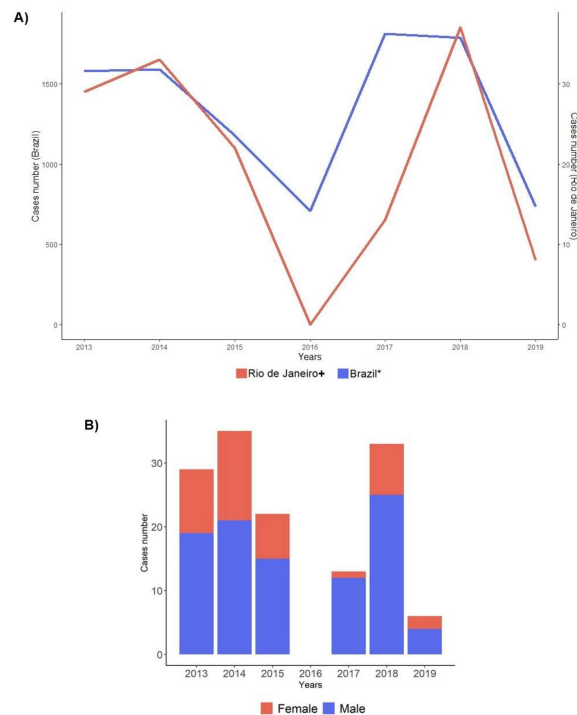 A)
Cases number (Brazil)
1500
1000
500
0
Cases number (Rio de Janeiro)
30
20
10
0
2013 2014 2015 2016 2017 2018 2019
Years
Rio de Janeiro+ Brazil*
B)
Cases number
30
20
10
0
2013 2014 2015 2016 2017 2018 2019
Years
Female Male